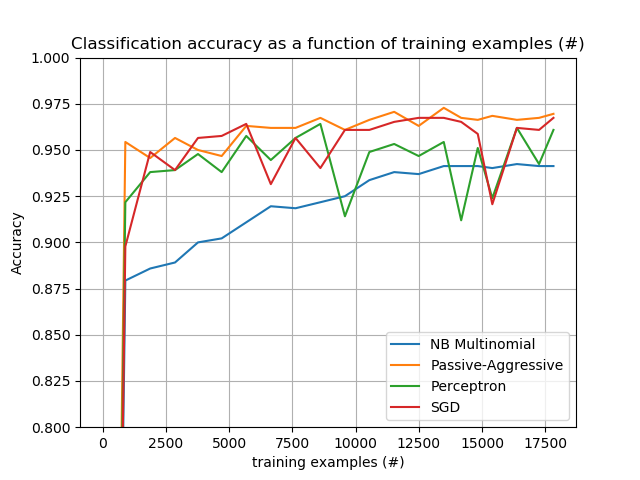 Classification accuracy as a function of training examples (#)
1.000
0.975
0.950
0.925
0.900
0.875
0.850
0.825
0.800
Accuracy
NB Multinomial
Passive-Aggressive
Perceptron
SGD
0 2500 5000 7500 10000 12500 15000 17500
training examples (#)